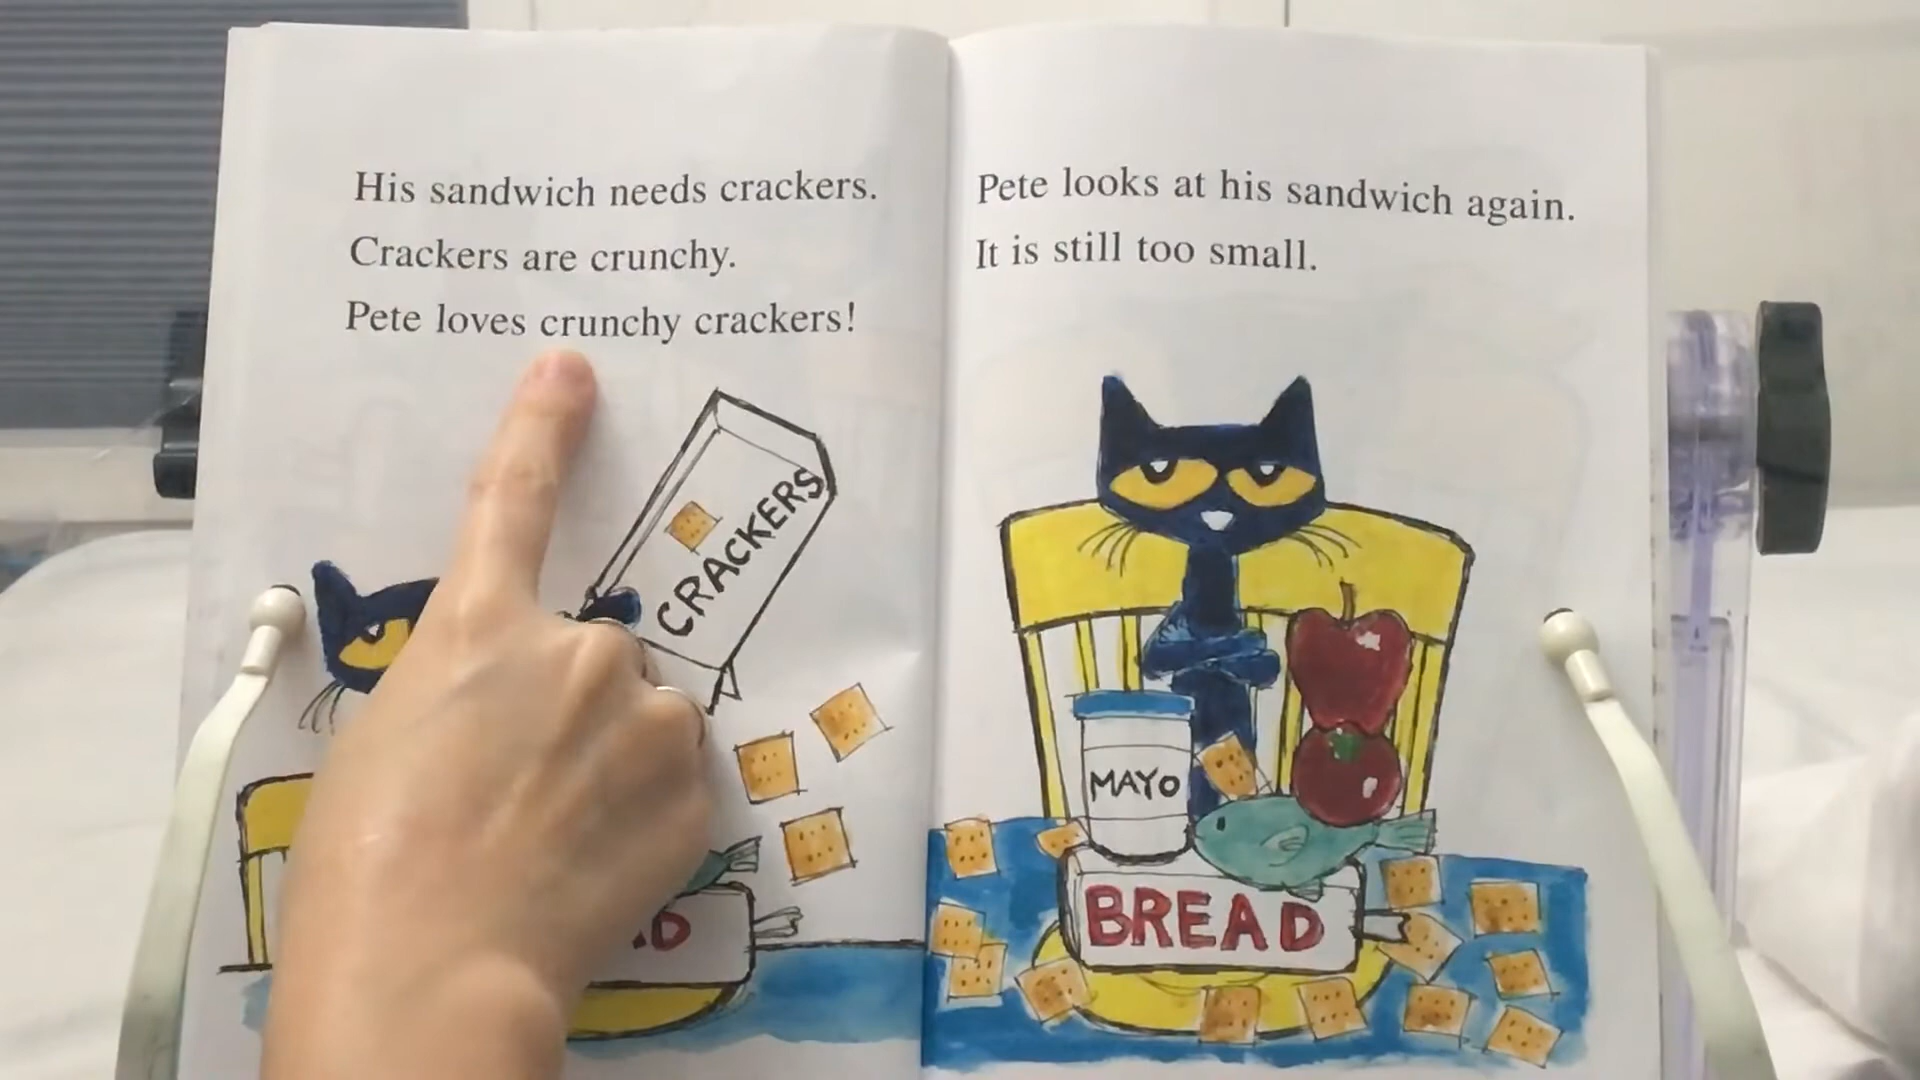 His sandwich needs crackers.
Crackers are crunchy.
Pete loves crunchy crackers!
CRACKERS
Pete looks at his sandwich again.
It is still too small.
MAYO
BREAD